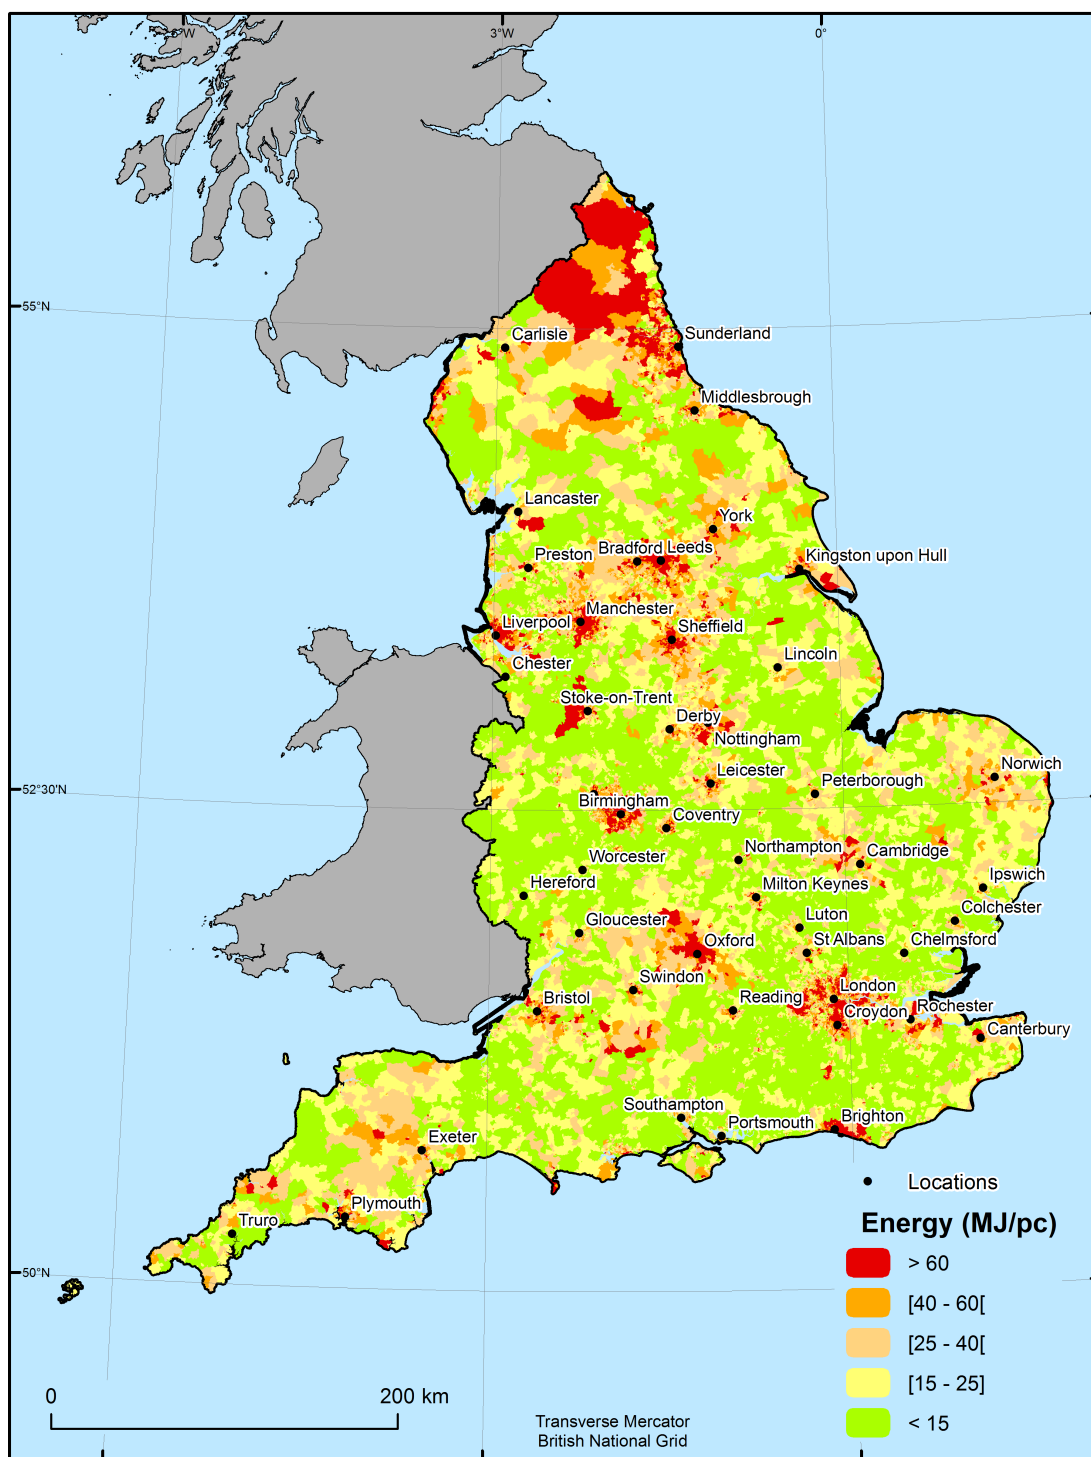 W
3°W
0°
55°N
Carlisle
Sunderland
Middlesbrough
Lancaster
York
Preston
Bradford
Leeds
Kingston upon Hull
Manchester
Liverpool
Sheffield
Chester
Lincoln
Stoke-on-Trent
Derby
Nottingham
Leicester
Peterborough
Norwich
52°30'N
Birmingham
Coventry
Northampton
Cambridge
Worcester
Hereford
Milton Keynes
Ipswich
Colchester
Gloucester
Luton
Oxford
St Albans
Chelmsford
Swindon
London
Bristol
Reading
Croydon
Rochester
Canterbury
Southampton
Portsmouth
Brighton
Exeter
Plymouth
Truro
50°N
Locations
Energy (MJ/pc)
> 60
[40 - 60[
[25 - 40[
[15 - 25]
< 15
0
200 km
Transverse Mercator
British National Grid